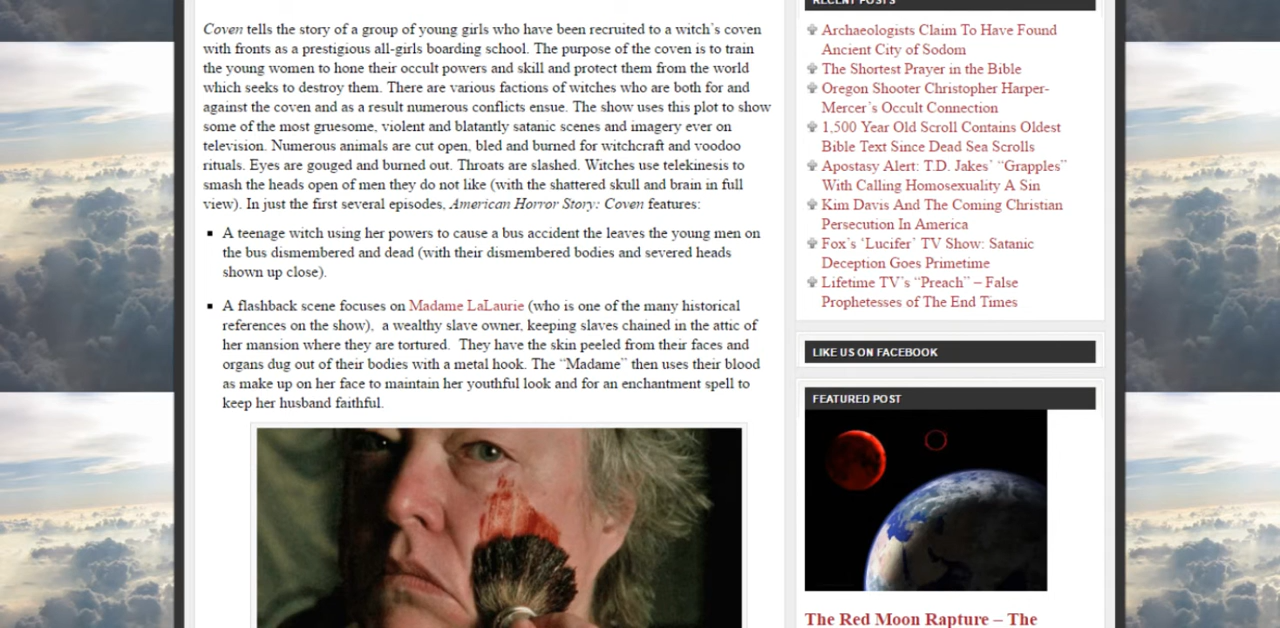 Coven tells the story of a group of young girls who have been recruited to a witch's coven
with fronts as a prestigious all-girls boarding school. The purpose of the coven is to train
the young women to hone their occult powers and skill and protect them from the world
which seeks to destroy them. There are various factions of witches who are both for and
against the coven and as a result numerous conflicts ensue. The show uses this plot to show
some of the most gruesome, violent and blatantly satanic scenes and imagery ever on
television. Numerous animals are cut open, bled and burned for witchcraft and voodoo
rituals. Eyes are gouged and burned out. Throats are slashed. Witches use telekinesis to
smash the heads open of men they do not like (with the shattered skull and brain in full
view). In just the first several episodes, American Horror Story: Coven features:
▪ A teenage witch using her powers to cause a bus accident the leaves the young men on
the bus dismembered and dead (with their dismembered bodies and severed heads
shown up close).
▪ A flashback scene focuses on Madame LaLaurie (who is one of the many historical
references on the show),  a wealthy slave owner, keeping slaves chained in the attic of
her mansion where they are tortured.  They have the skin peeled from their faces and
organs dug out of their bodies with a metal hook. The “Madame” then uses their blood
as make up on her face to maintain her youthful look and for an enchantment spell to
keep her husband faithful.
RECENT POSTS
Archaeologists Claim To Have Found
Ancient City of Sodom
The Shortest Prayer in the Bible
Oregon Shooter Christopher Harper-
Mercer's Occult Connection
1,500 Year Old Scroll Contains Oldest
Bible Text Since Dead Sea Scrolls
Apostasy Alert: T.D. Jakes' “Grapples”
With Calling Homosexuality A Sin
Kim Davis And The Coming Christian
Persecution In America
Fox's ‘Lucifer’ TV Show: Satanic
Deception Goes Primetime
Lifetime TV's “Preach” – False
Prophetesses of The End Times
LIKE US ON FACEBOOK
FEATURED POST
The Red Moon Rapture – The